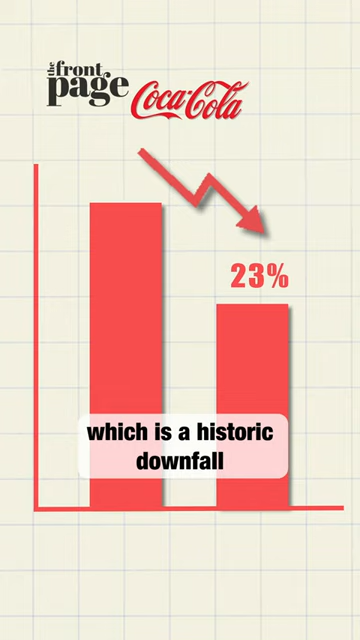 the front
page
Coca-Cola
23%
which is a historic
downfall